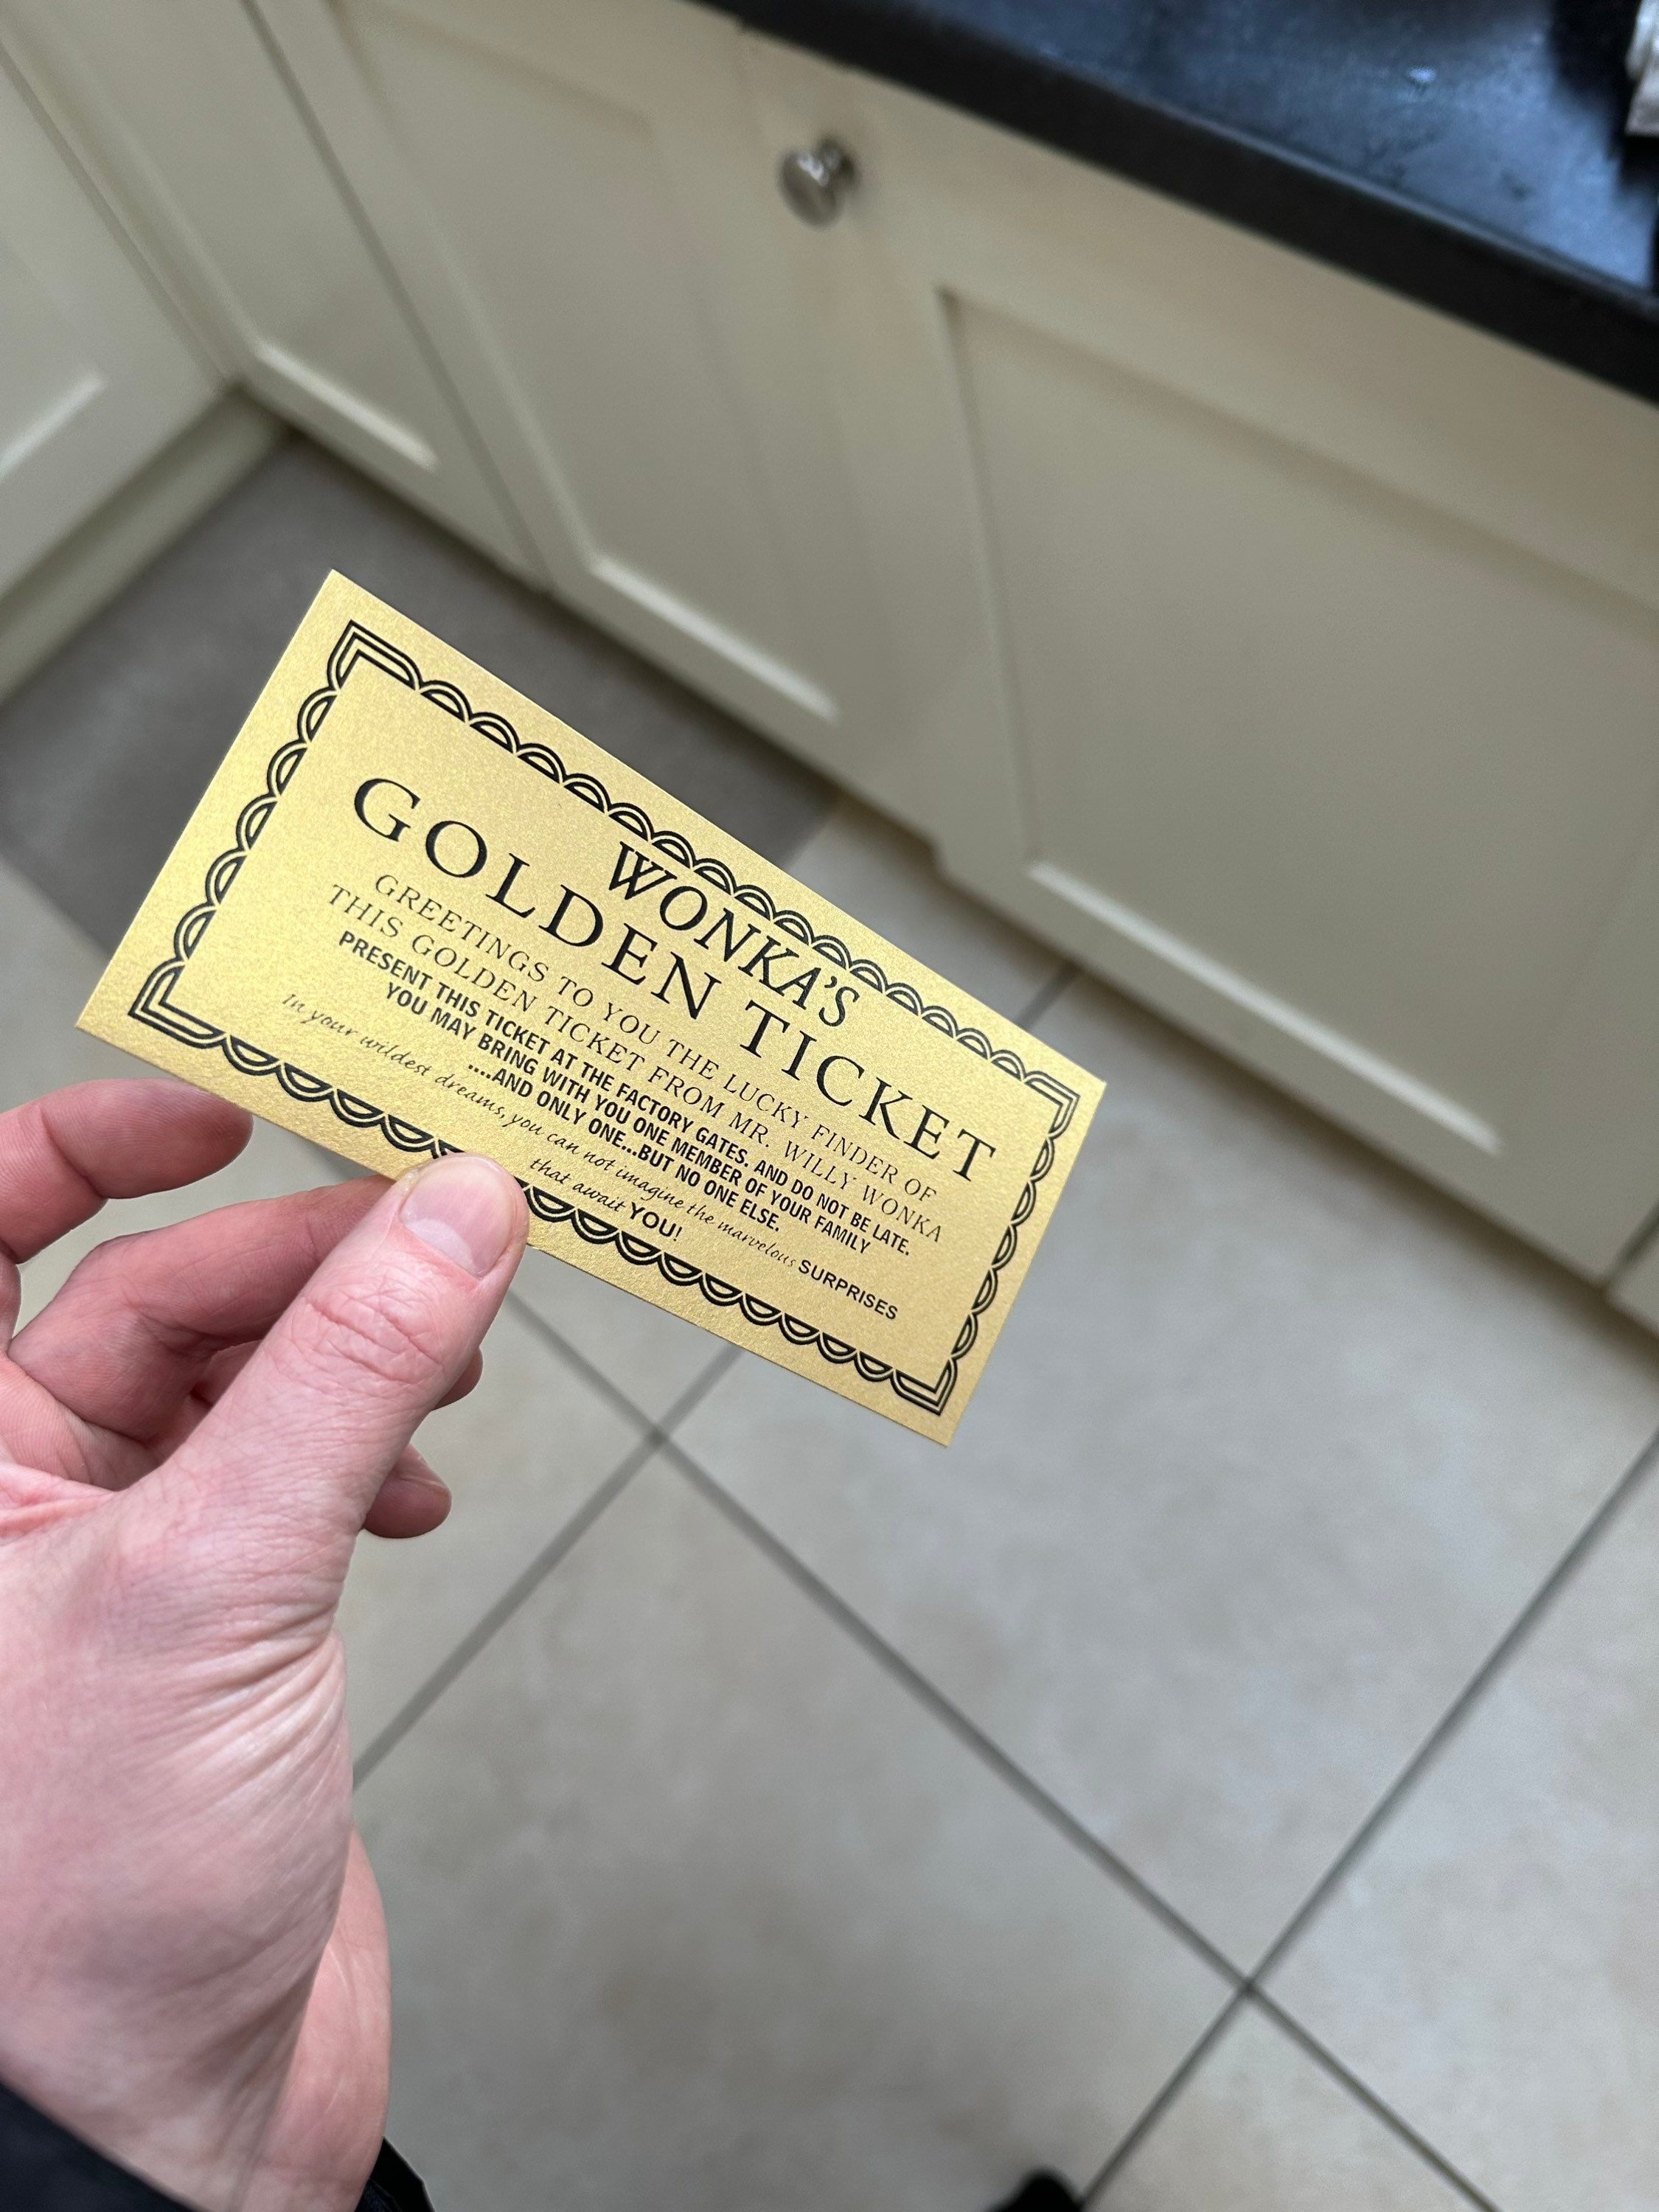 WONKA'S
GOLDEN TICKET
GREETINGS TO YOU THE LUCKY FINDER OF
THIS GOLDEN TICKET FROM MR. WILLY WONKA
PRESENT THIS TICKET AT THE FACTORY GATES. AND DO NOT BE LATE.
YOU MAY BRING WITH YOU ONE MEMBER OF YOUR FAMILY
....AND ONLY ONE...BUT NO ONE ELSE.
In your wildest dreams, you can not imagine the marvelous SURPRISES
that await YOU!